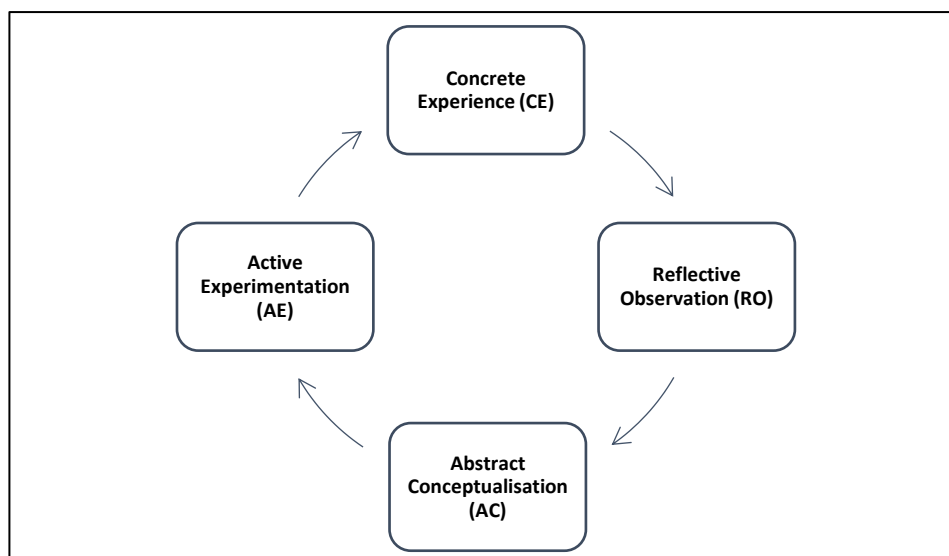 Concrete
Experience (CE)
Reflective
Observation (RO)
Abstract
Conceptualisation
(AC)
Active
Experimentation
(AE)